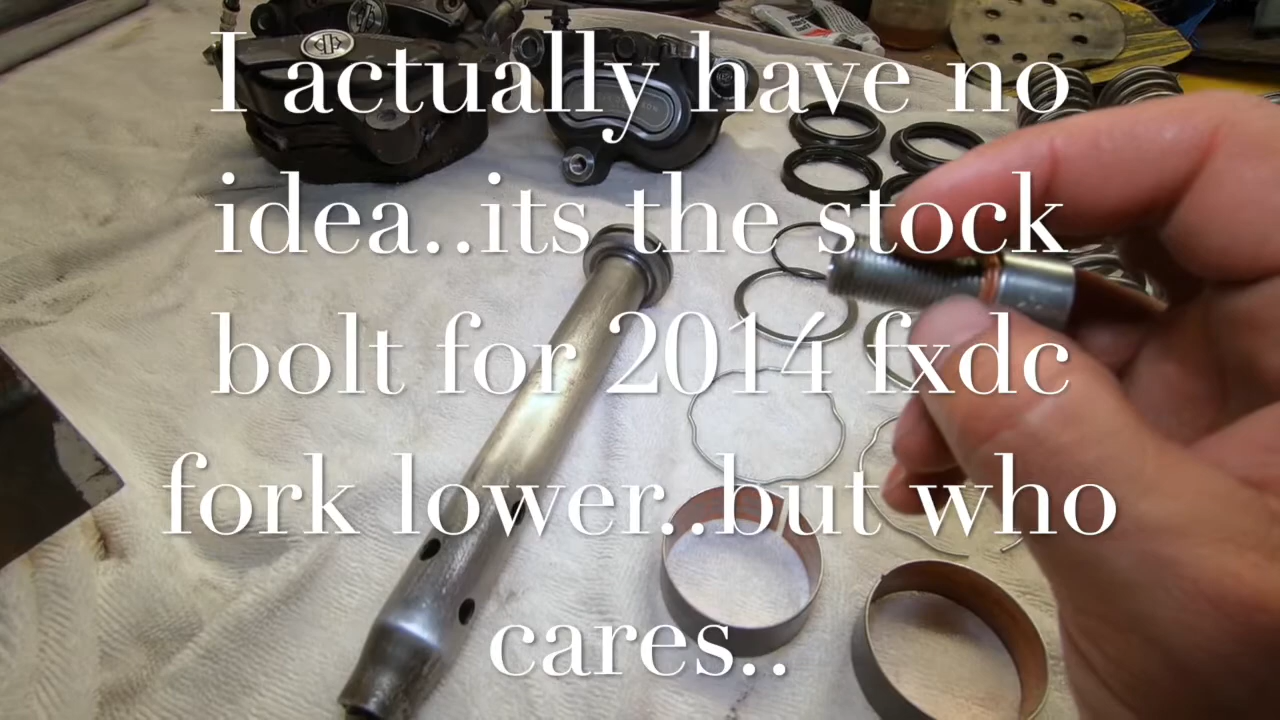 I actually have no
idea..its the stock
bolt for 2014 fxdc
fork lower..but who
cares..